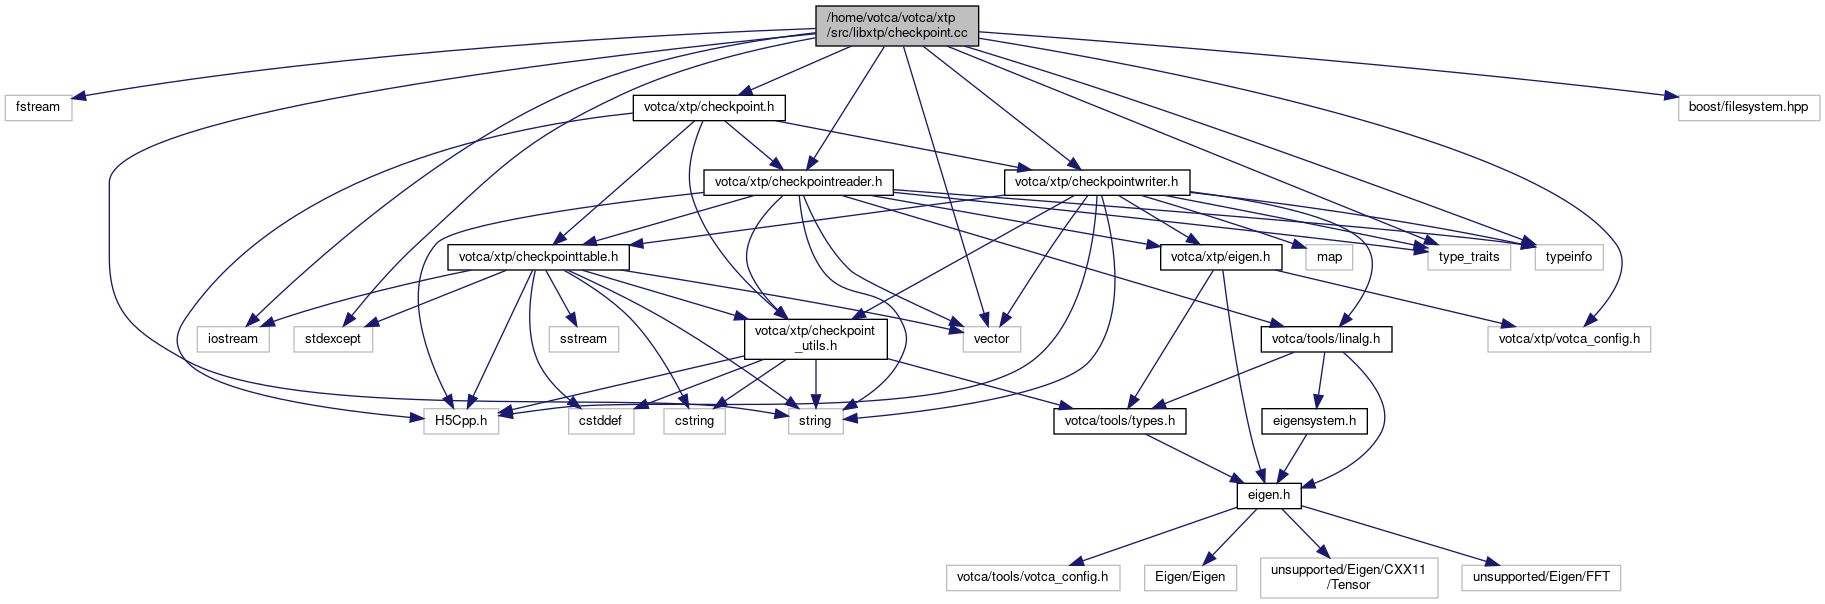 /home/votca/votca/xtp
/src/libxtp/checkpoint.cc
fstream
votca/xtp/checkpoint.h
boost/filesystem.hpp
votca/xtp/checkpointreader.h
votca/xtp/checkpointwriter.h
votca/xtp/checkpointtable.h
votca/xtp/eigen.h
map
type_traits
typeinfo
iostream
stdexcept
sstream
votca/xtp/checkpoint
_utils.h
vector
votca/tools/linalg.h
votca/xtp/votca_config.h
H5Cpp.h
cstddef
cstring
string
votca/tools/types.h
eigensystem.h
eigen.h
votca/tools/votca_config.h
Eigen/Eigen
unsupported/Eigen/CXX11
/Tensor
unsupported/Eigen/FFT